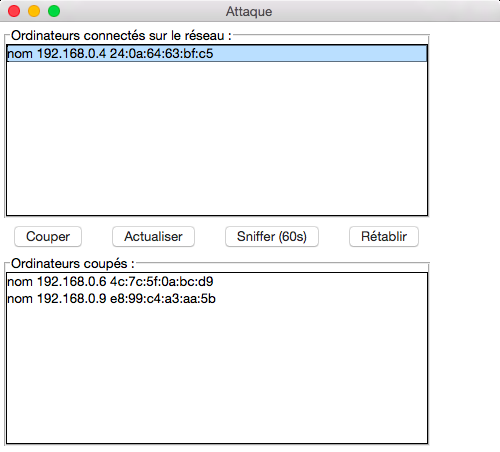 Attaque
Ordinateurs connectés sur le réseau :
nom 192.168.0.4 24:0a:64:63:bf:c5
Couper Actualiser Sniffer (60s) Rétablir
Ordinateurs coupés :
nom 192.168.0.6 4c:7c:5f:0a:bc:d9
nom 192.168.0.9 e8:99:c4:a3:aa:5b